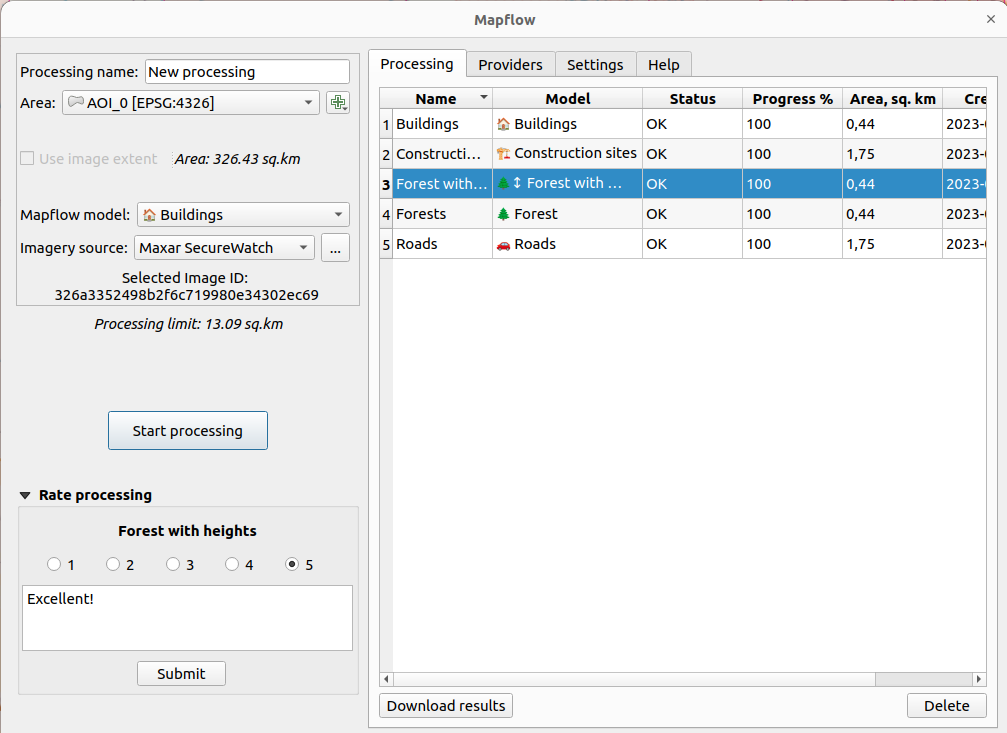 Mapflow
Processing name: New processing
Area: AOI_0 [EPSG:4326]
Use image extent Area: 326.43 sq.km
Mapflow model: Buildings
Imagery source: Maxar SecureWatch ...
Selected Image ID:
326a3352498b2f6c719980e34302ec69
Processing limit: 13.09 sq.km
Start processing
Rate processing
Forest with heights
1 2 3 4 5
Excellent!
Submit
Processing Providers Settings Help
Name Model Status Progress % Area, sq. km Cre
1 Buildings Buildings OK 100 0,44 2023-
2 Constructi... Construction sites OK 100 1,75 2023-
3 Forest with... Forest with ... OK 100 0,44 2023-
4 Forests Forest OK 100 0,44 2023-
5 Roads Roads OK 100 1,75 2023-
Download results Delete